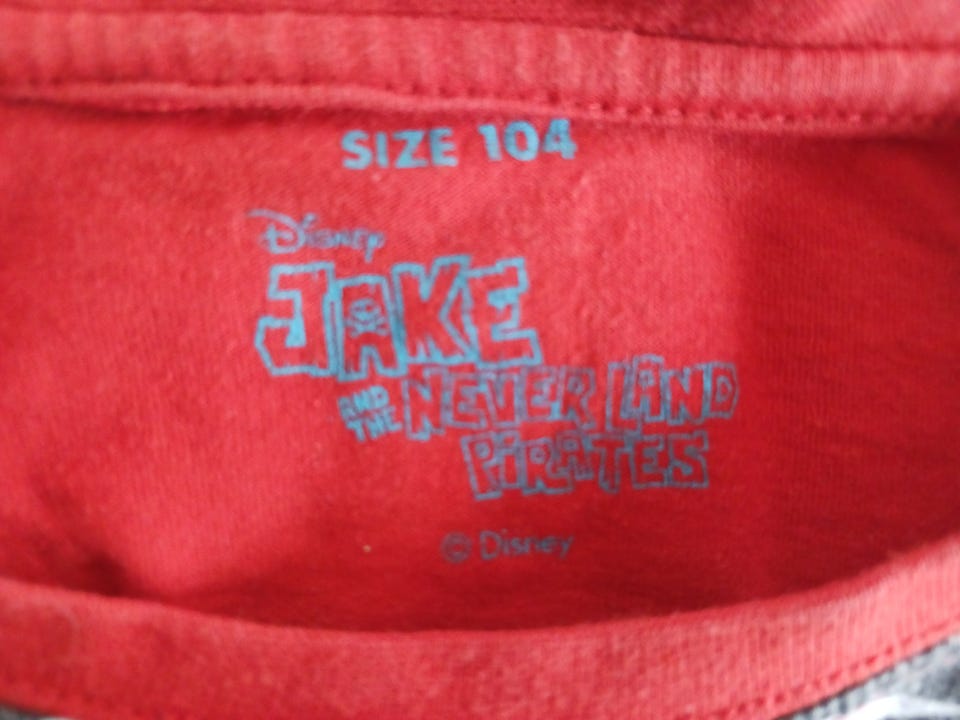 SIZE 104
Disney
JAKE
AND THE NEVER LAND
PIRATES
© Disney